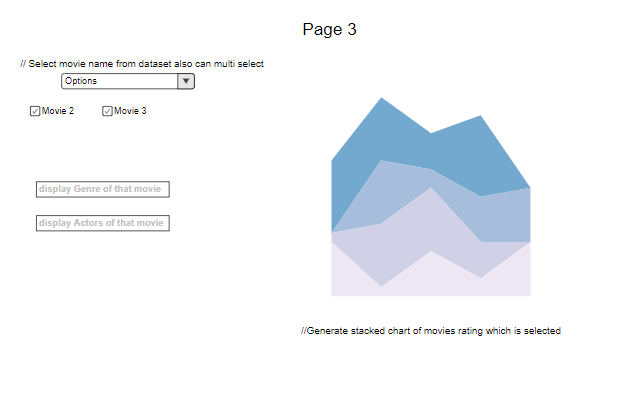 Page 3
// Select movie name from dataset also can multi select
Options
Movie 2 Movie 3
display Genre of that movie
display Actors of that movie
//Generate stacked chart of movies rating which is selected